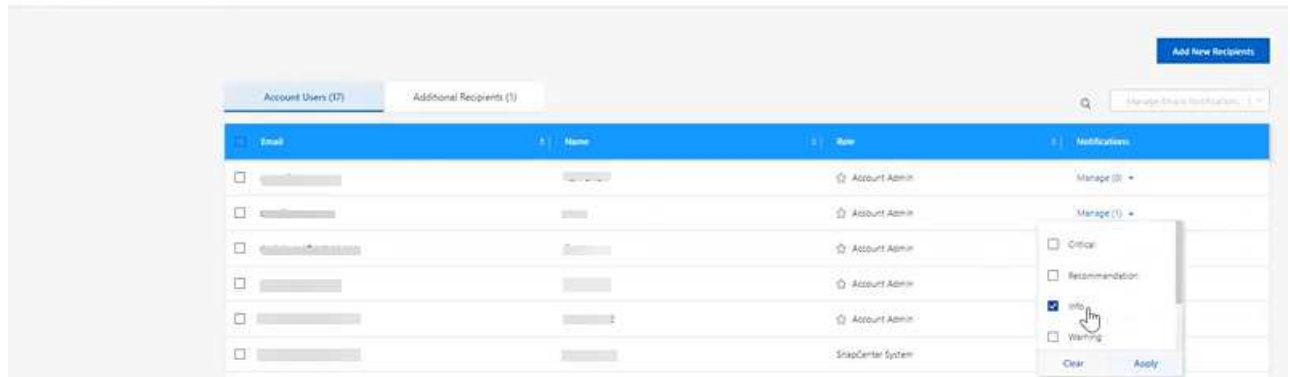 Add New Recipients
Account Users (17)
Additional Recipients (1)
Email
Name
Role
Notifications
Account Admin
Manage (0)
Account Admin
Manage (1)
Account Admin
Critical
Account Admin
Recommendation
Account Admin
Info
SnapCenter System
Warning
Clear
Apply